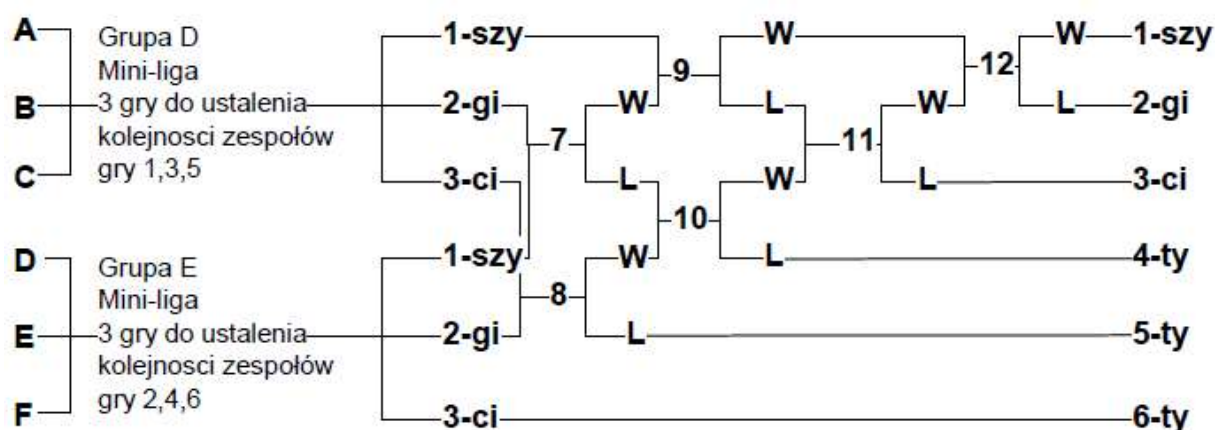 A
B
C
Grupa D
Mini-liga
3 gry do ustalenia
kolejnosci zespołów
gry 1,3,5
D
E
F
Grupa E
Mini-liga
3 gry do ustalenia
kolejnosci zespołów
gry 2,4,6
1-szy
2-gi
3-ci
1-szy
2-gi
3-ci
7
8
W
L
W
L
9
10
W
L
W
L
11
W
L
12
W
L
1-szy
2-gi
3-ci
4-ty
5-ty
6-ty